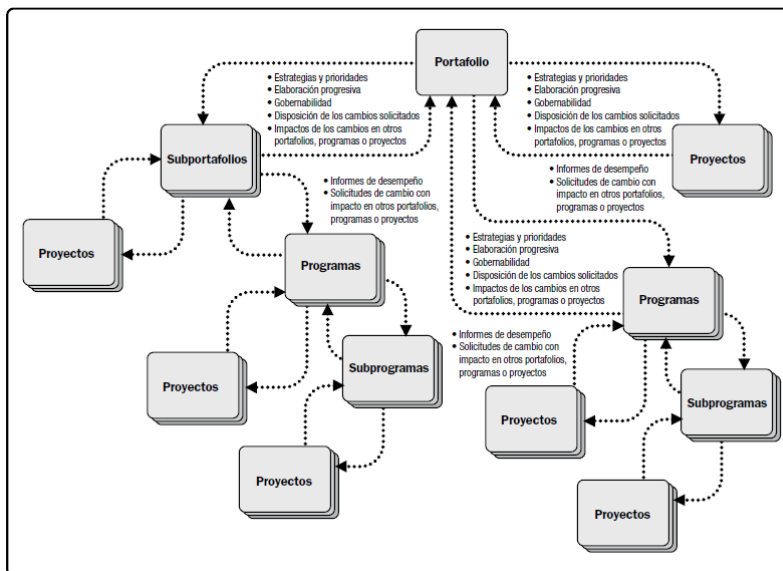 Portafolio
• Estrategias y prioridades
• Elaboración progresiva
• Gobernabilidad
• Disposición de los cambios solicitados
• Impactos de los cambios en otros
portafolios, programas o proyectos
• Estrategias y prioridades
• Elaboración progresiva
• Gobernabilidad
• Disposición de los cambios solicitados
• Impactos de los cambios en otros
portafolios, programas o proyectos
Subportafolios
Proyectos
• Informes de desempeño
• Solicitudes de cambio con
impacto en otros portafolios,
programas o proyectos
• Informes de desempeño
• Solicitudes de cambio con
impacto en otros portafolios,
programas o proyectos
Proyectos
Programas
• Estrategias y prioridades
• Elaboración progresiva
• Gobernabilidad
• Disposición de los cambios solicitados
• Impactos de los cambios en otros
portafolios, programas o proyectos
Programas
• Informes de desempeño
• Solicitudes de cambio con
impacto en otros portafolios,
programas o proyectos
Proyectos
Subprogramas
Proyectos
Subprogramas
Proyectos
Proyectos